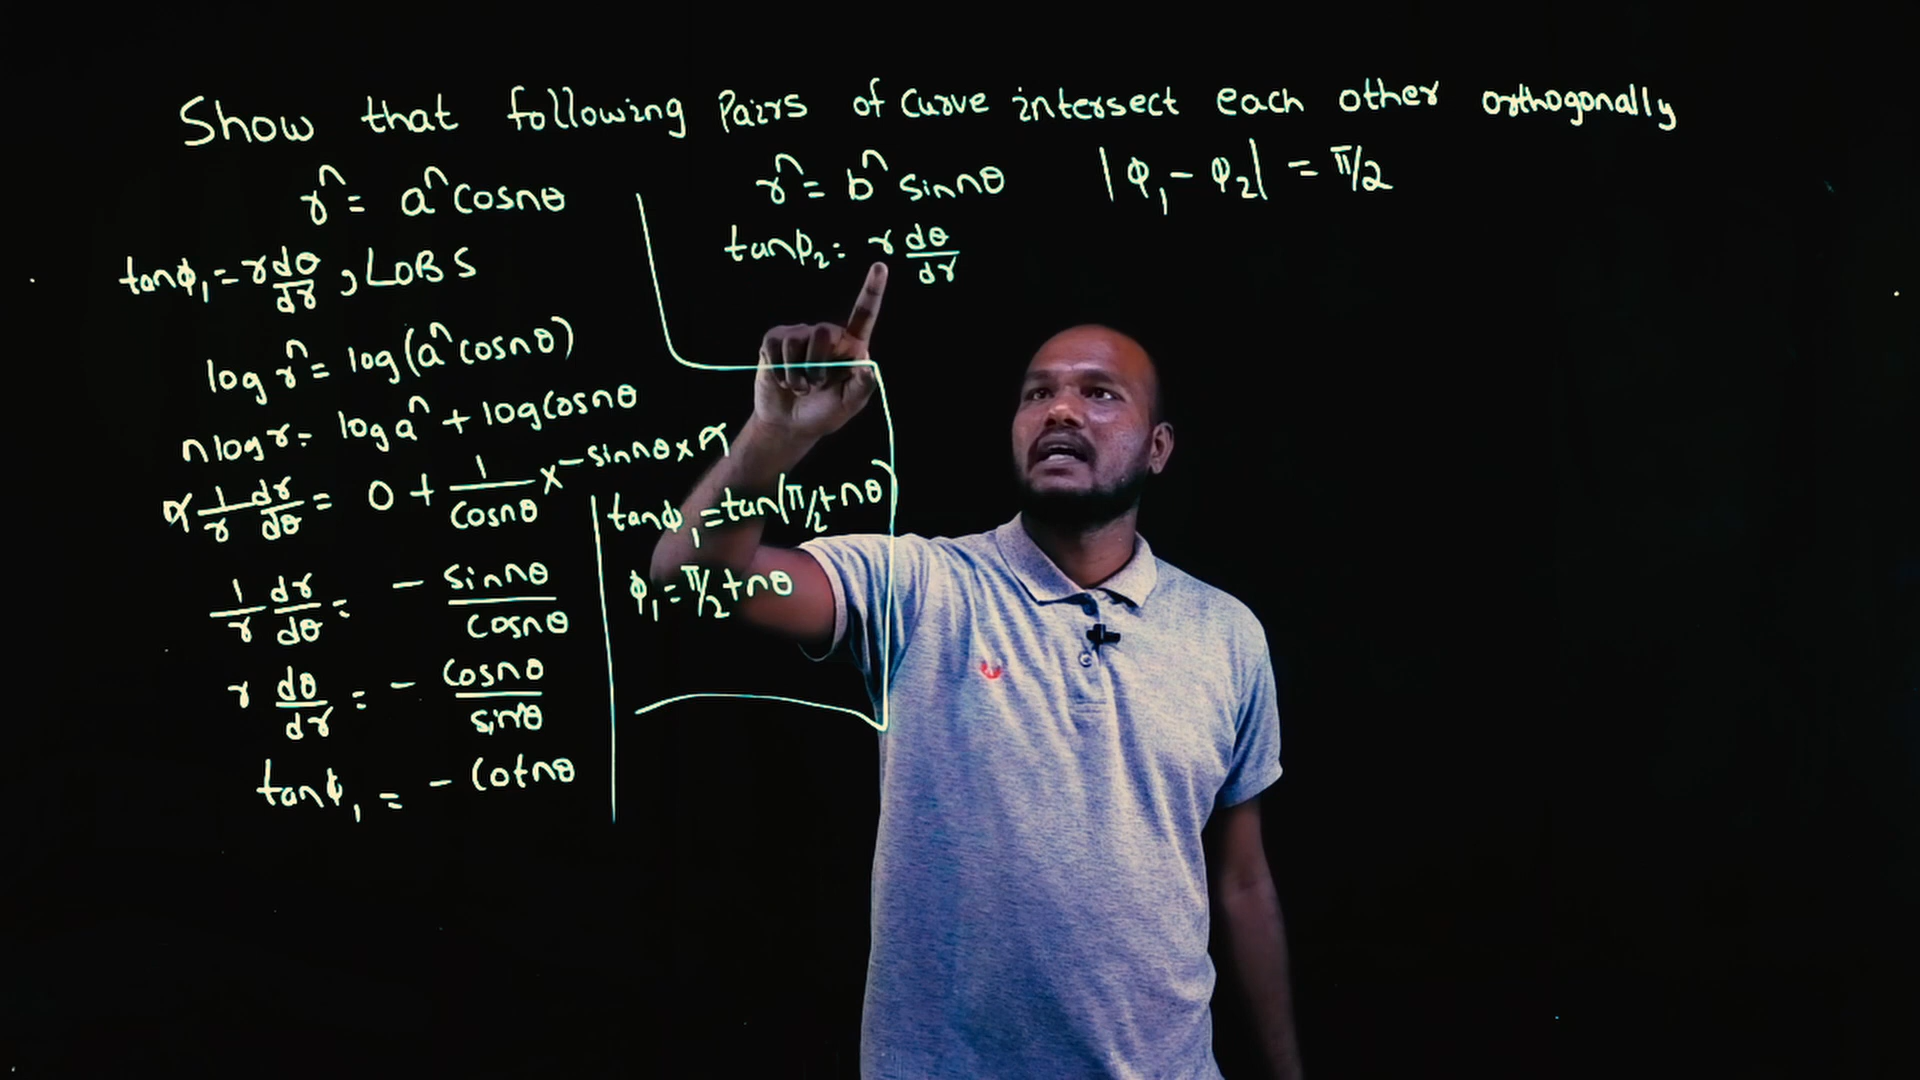 Show that following Pairs of Curve intersect each other orthogonally
rⁿ = aⁿ cosnθ
tanϕ₁ = r dθ/dr , LOBS
log rⁿ = log(aⁿ cosnθ)
n log r = log aⁿ + log cosnθ
n 1/r dr/dθ = 0 + 1/cosnθ × -sinnθ × n
1/r dr/dθ = - sinnθ/cosnθ
r dθ/dr = - cosnθ/sinnθ
tanϕ₁ = - cotnθ
tanϕ₁ = tan(π/2 + nθ)
ϕ₁ = π/2 + nθ
rⁿ = bⁿ sinnθ
tanϕ₂ = r dθ/dr
|ϕ₁ - ϕ₂| = π/2